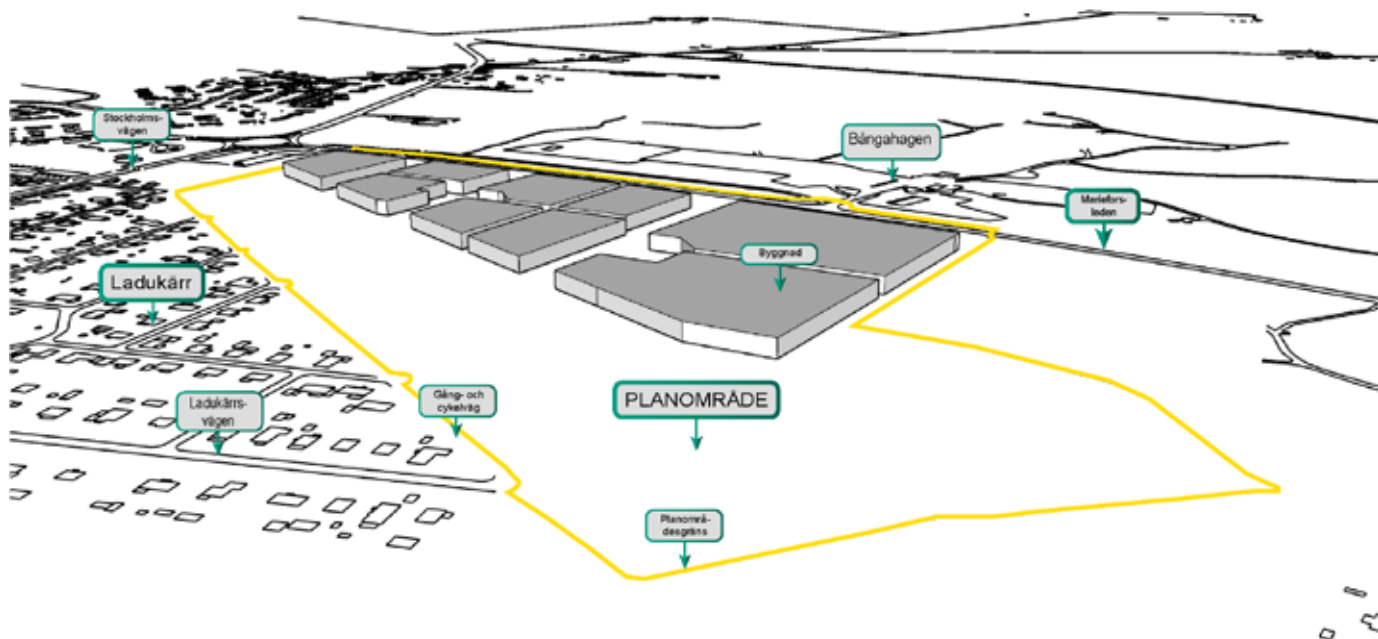 Stockholms-
vägen
Bångahagen
Mariefors-
leden
Byggnad
Ladukärr
PLANOMRÅDE
Gång- och
cykelväg
Ladukärrs-
vägen
Planområ-
desgräns